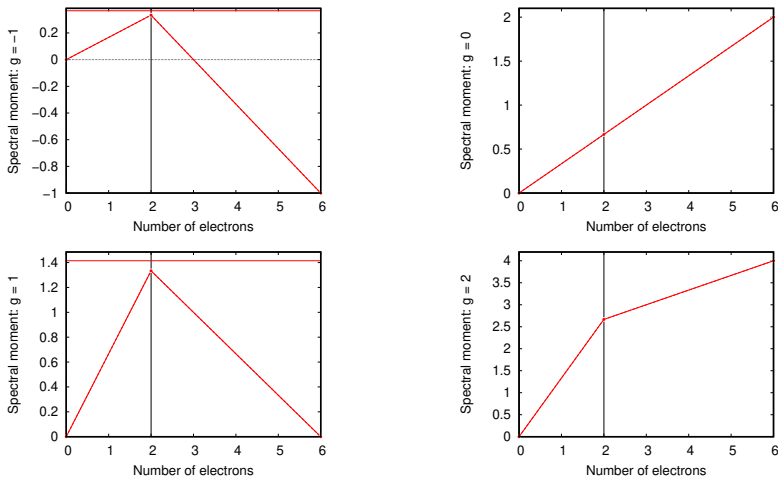 Spectral moment: g = −1
0.2
0
−0.2
−0.4
−0.6
−0.8
−1
0 1 2 3 4 5 6
Number of electrons
Spectral moment: g = 0
2
1.5
1
0.5
0
0 1 2 3 4 5 6
Number of electrons
Spectral moment: g = 1
1.4
1.2
1
0.8
0.6
0.4
0.2
0
0 1 2 3 4 5 6
Number of electrons
Spectral moment: g = 2
4
3.5
3
2.5
2
1.5
1
0.5
0
0 1 2 3 4 5 6
Number of electrons